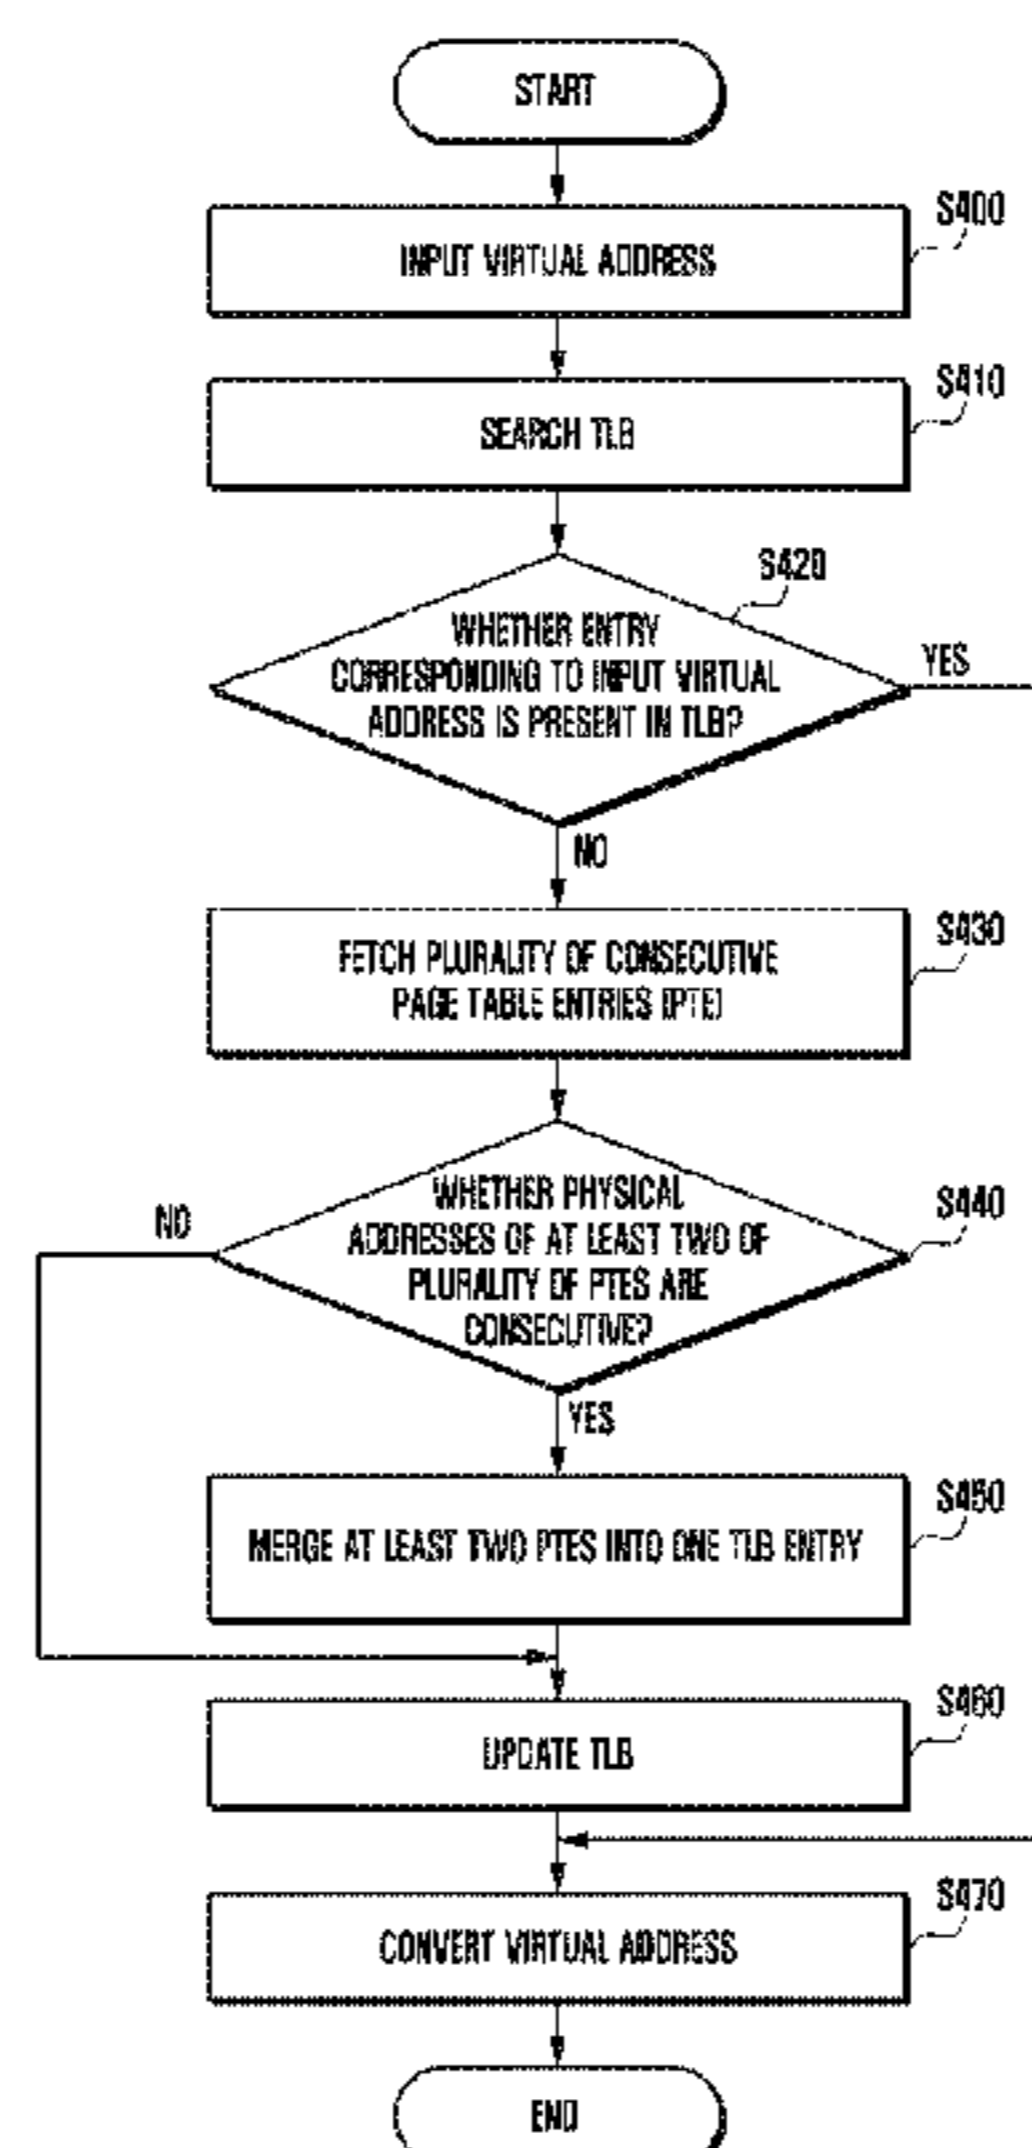 START
S400
INPUT VIRTUAL ADDRESS
S410
SEARCH TLB
S420
WHETHER ENTRY
CORRESPONDING TO INPUT VIRTUAL
ADDRESS IS PRESENT IN TLB?
YES
NO
S430
FETCH PLURALITY OF CONSECUTIVE
PAGE TABLE ENTRIES (PTE)
S440
WHETHER PHYSICAL
ADDRESSES OF AT LEAST TWO OF
PLURALITY OF PTES ARE
CONSECUTIVE?
NO
YES
S450
MERGE AT LEAST TWO PTES INTO ONE TLB ENTRY
S460
UPDATE TLB
S470
CONVERT VIRTUAL ADDRESS
END